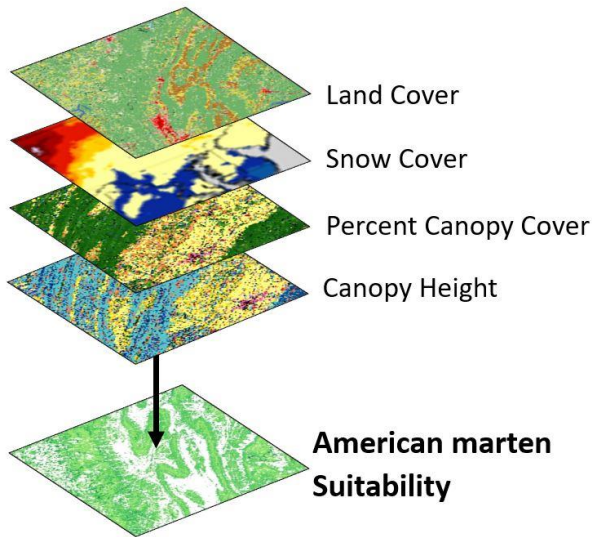 Land Cover
Snow Cover
Percent Canopy Cover
Canopy Height
American marten
Suitability